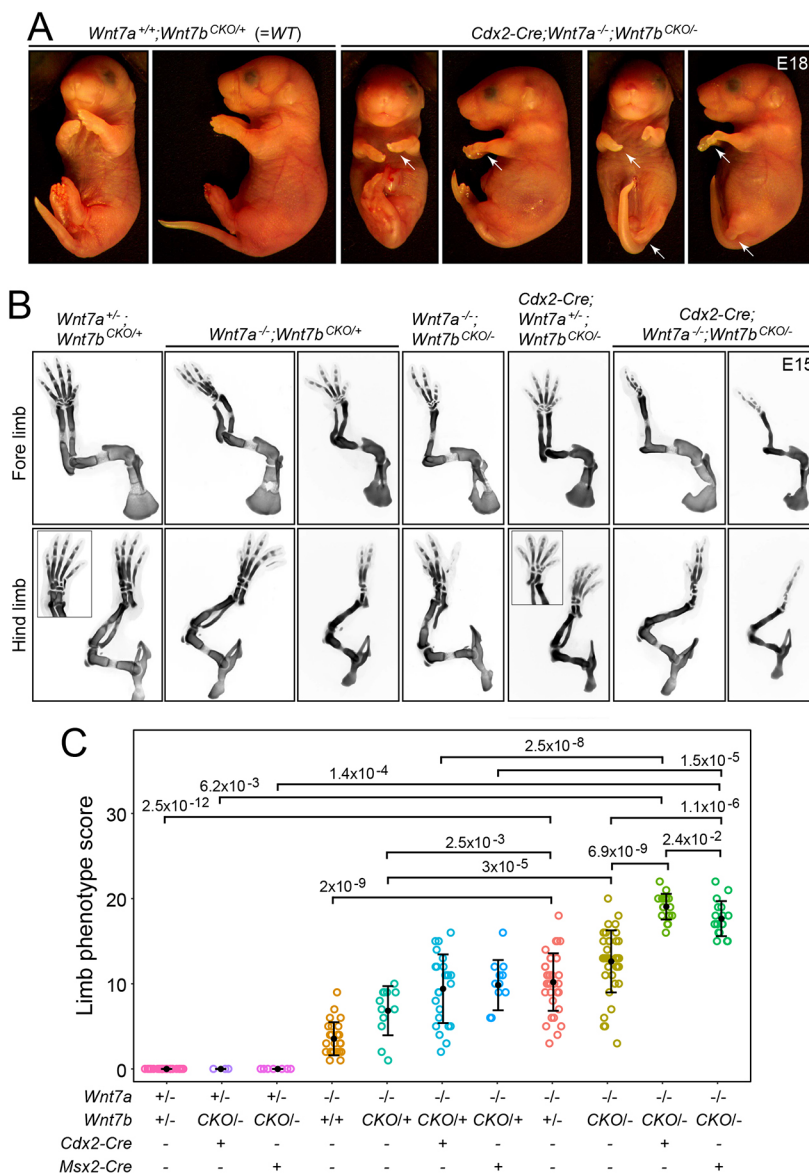 A
Wnt7a+/+;Wnt7bCKO/+ (=WT)
Cdx2-Cre;Wnt7a-/-;Wnt7bCKO/-
E18
B
Wnt7a+/-;
Wnt7bCKO/+
Wnt7a-/-;Wnt7bCKO/+
Wnt7a-/-;
Wnt7bCKO/-
Cdx2-Cre;
Wnt7a+/-;
Wnt7bCKO/-
Cdx2-Cre;
Wnt7a-/-;Wnt7bCKO/-
E15
Fore limb
Hind limb
C
2.5x10-8
1.5x10-5
1.4x10-4
6.2x10-3
2.5x10-12
1.1x10-6
2.5x10-3
2.4x10-2
6.9x10-9
3x10-5
2x10-9
Limb phenotype score
30
20
10
0
Wnt7a +/- +/- +/- -/- -/- -/- -/- -/- -/- -/- -/-
Wnt7b +/- CKO/- CKO/- +/+ CKO/+ CKO/+ CKO/+ +/- CKO/- CKO/- CKO/-
Cdx2-Cre - + - - - + - - - + -
Msx2-Cre - - + - - - + - - - +